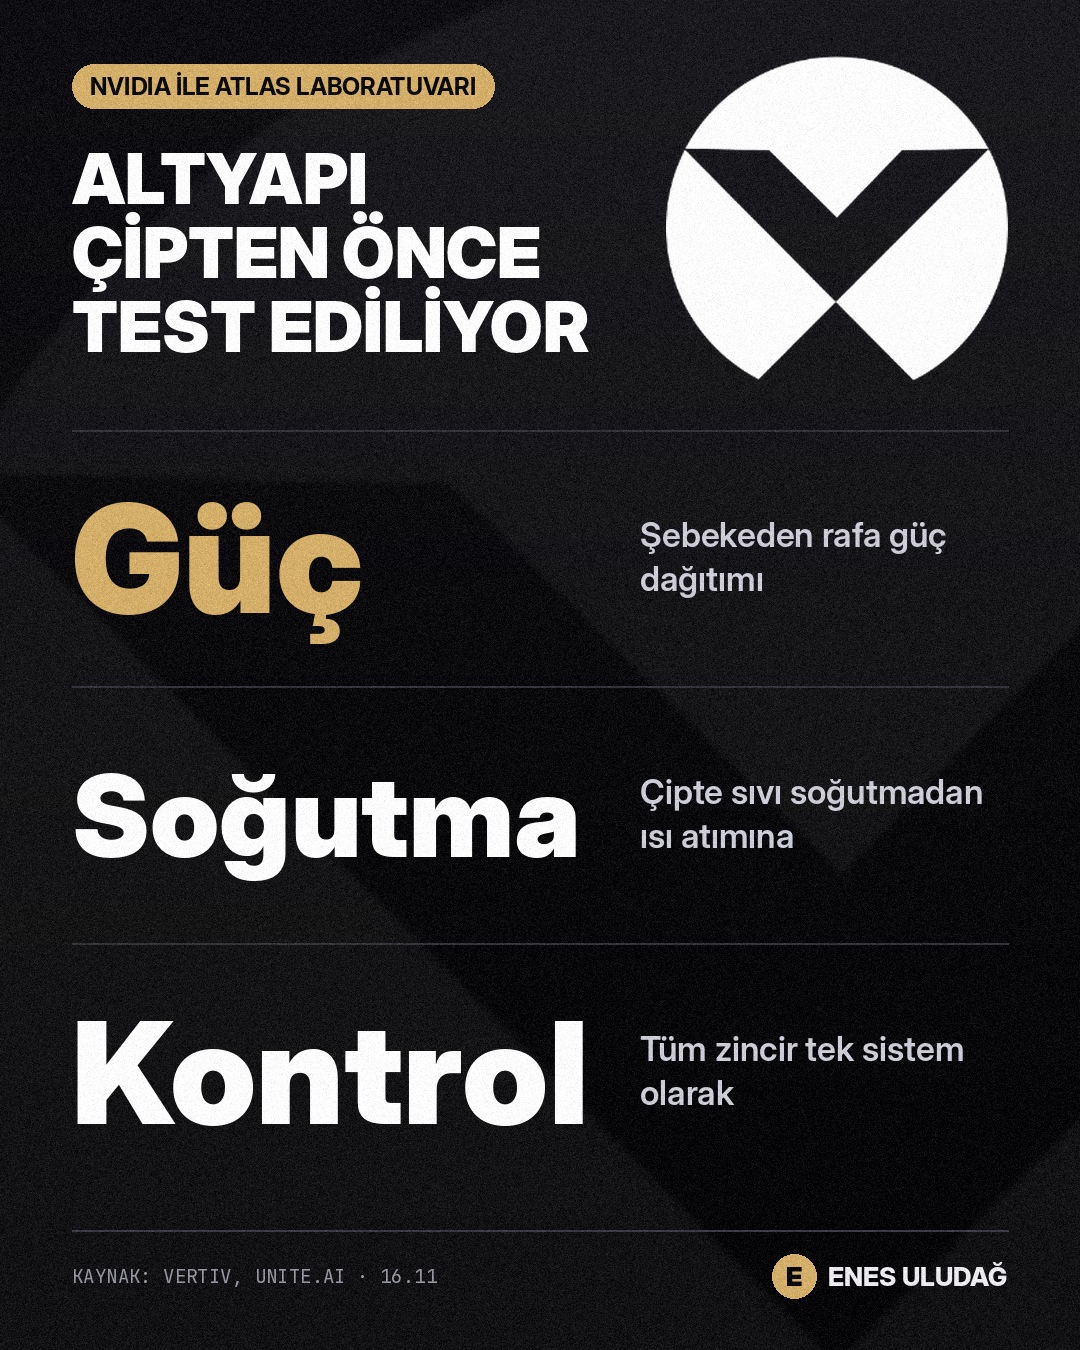 NVIDIA İLE ATLAS LABORATUVARI
ALTYAPI
ÇİPTEN ÖNCE
TEST EDİLİYOR
Güç
Şebekeden rafa güç
dağıtımı
Soğutma
Çipte sıvı soğutmadan
ısı atımına
Kontrol
Tüm zincir tek sistem
olarak
KAYNAK: VERTIV, UNITE.AI · 16.11
E ENES ULUDAĞ